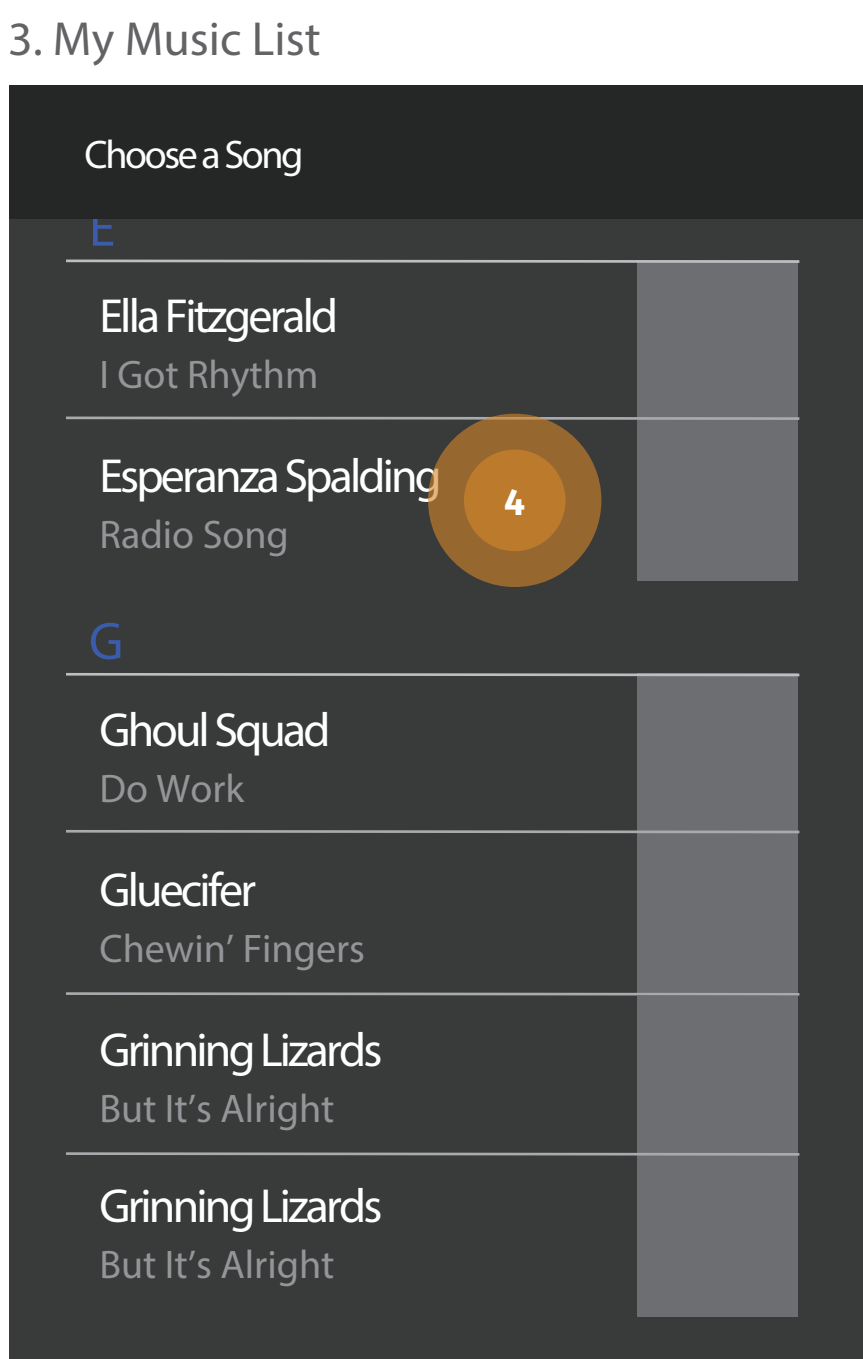 3. My Music List
Choose a Song
E
Ella Fitzgerald
I Got Rhythm
Esperanza Spalding
4
Radio Song
G
Ghoul Squad
Do Work
Gluecifer
Chewin’ Fingers
Grinning Lizards
But It’s Alright
Grinning Lizards
But It’s Alright